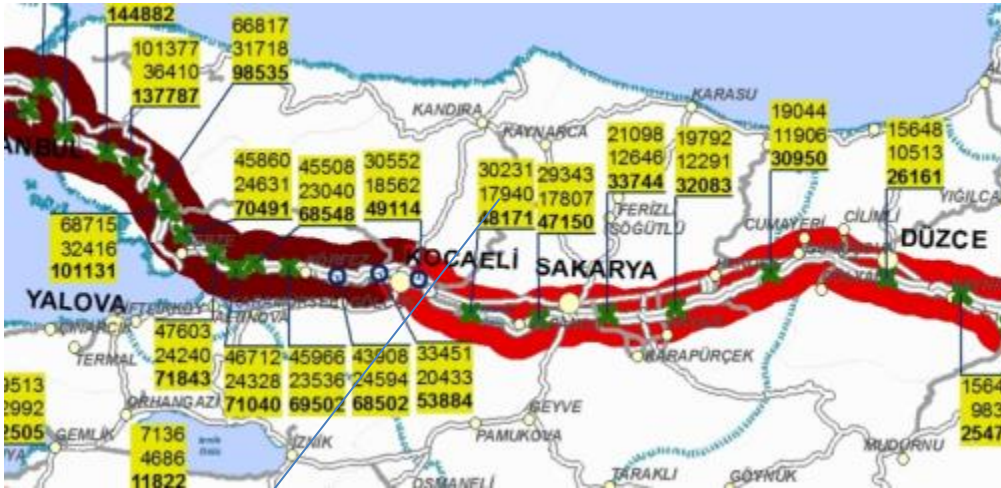 144882
66817
31718
98535
101377
36410
137787
KANDIRA
KAYNARCA
KARASU
19044
11906
30950
15648
10513
26161
21098
12646
33744
19792
12291
32083
45860
24631
70491
45508
23040
68548
30552
18562
49114
30231
17940
48171
29343
17807
47150
FERİZLİ
SÖĞÜTLÜ
CUMAYERİ
ÇİLİMLİ
YIĞILCA
DÜZCE
68715
32416
101131
KOCAELİ
SAKARYA
YALOVA
ÇINARCIK
ALTINOVA
TERMAL
47603
24240
71843
46712
24328
71040
45966
23536
69502
43908
24594
68502
33451
20433
53884
KARAPÜRÇEK
ORHANGAZİ
GEYVE
PAMUKOVA
GEMLİK
7136
4686
11822
İZNİK
OSMANELİ
TARAKLI
GÖYNÜK
MUDURNU